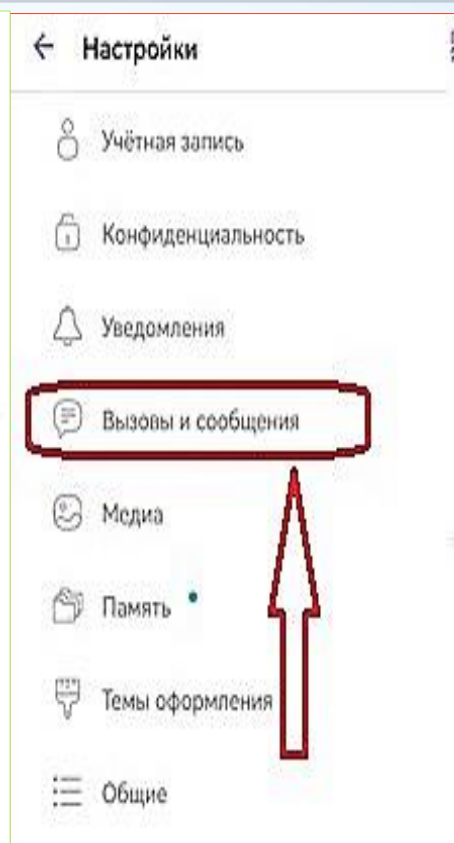 Настройки
Учётная запись
Конфиденциальность
Уведомления
Вызовы и сообщения
Медиа
Память
Темы оформления
Общие